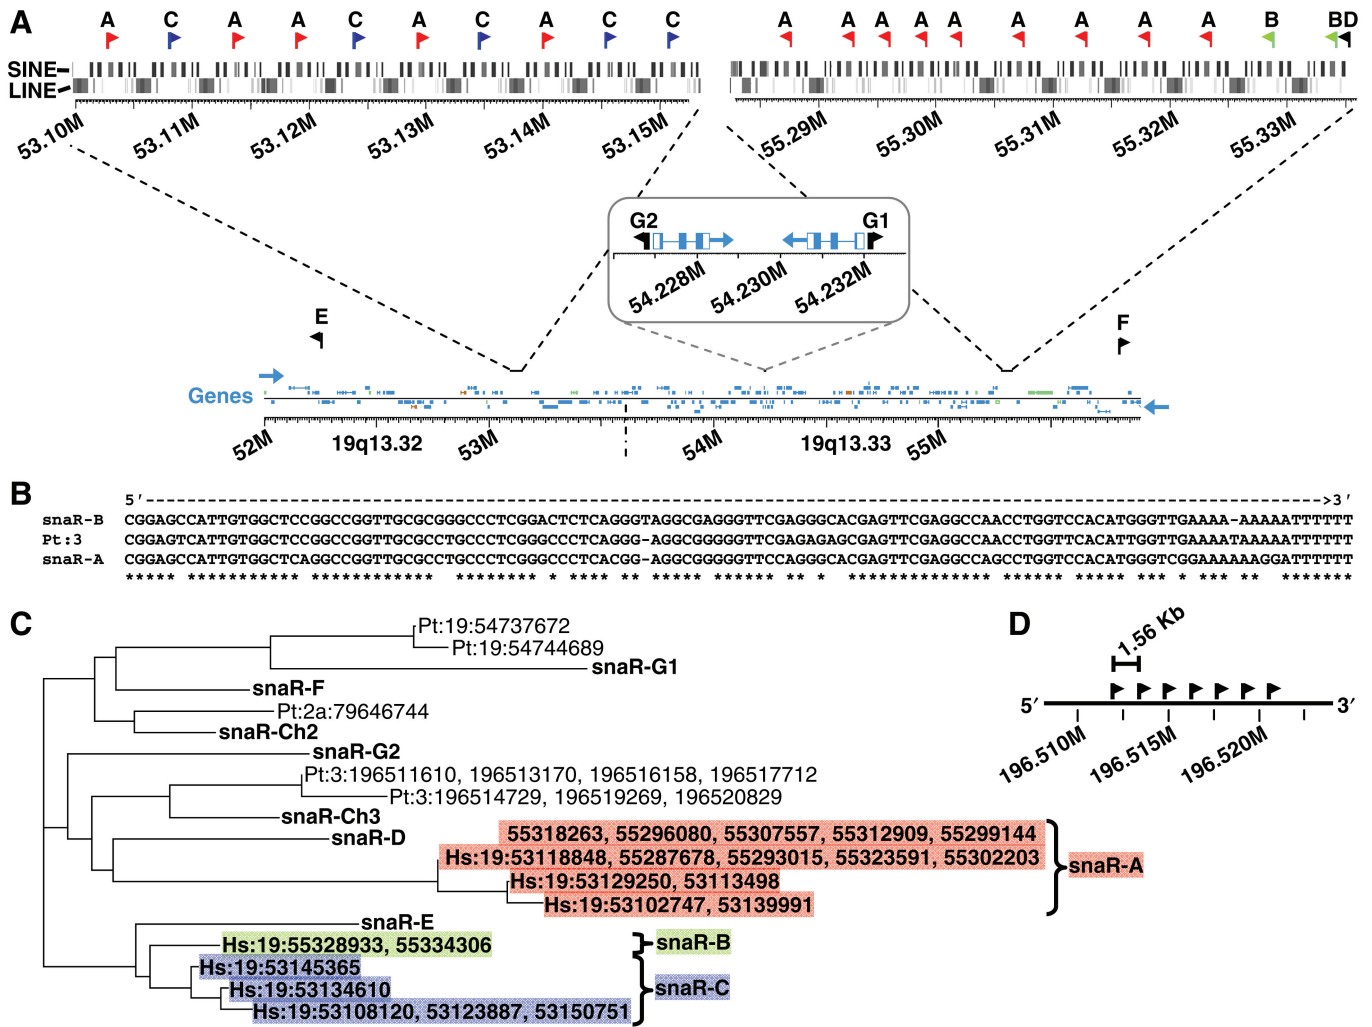 A
A C A A C A C A C C A A A A A A A A A B B D
SINE
LINE
53.10M 53.11M 53.12M 53.13M 53.14M 53.15M 55.29M 55.30M 55.31M 55.32M 55.33M
G2 G1
54.228M 54.230M 54.232M
E F
Genes
52M 19q13.32 53M 54M 19q13.33 55M
B
5′------------------------------------------------------------------>3′
snaR-B CGGAGCCATTGTGGCTCCGGCCGGTTGCGCGGGCCCTCGGACTCTCAGGGTAGGCGAGGGTTCGAGGGCACGAGTTCGAGGCCAACCTGGTCCACATGGGTTGAAAA-AAAAATTTTTT
Pt:3 CGGAGTCATTGTGGCTCCGGCCGGTTGCGCCTGCCCTCGGGCCCTCACGG-AGGCGGGGGTTCGAGAGAGCGAGTTCGAGGCCAACCTGGTTCACATTGGTTGAAAATAAAAATTTTTT
snaR-A CGGAGCCATTGTGGCTCAGGCCGGTTGCGCCTGCCCTCGGGCCCTCACGG-AGGCGGGGGTTCCAGGGCACGAGTTCGAGGCCAGCCTGGTCCACATGGGTCGGAAAAAAGGATTTTTT
***** *********** ************ ******** * **** ** ********** ** * ************** ****** ***** *** * *** ** *******
C
Pt:19:54737672
Pt:19:54744689
snaR-G1
snaR-F
Pt:2a:79646744
snaR-Ch2
snaR-G2
Pt:3:196511610, 196513170, 196516158, 196517712
Pt:3:196514729, 196519269, 196520829
snaR-Ch3
snaR-D
55318263, 55296080, 55307557, 55312909, 55299144
Hs:19:53118848, 55287678, 55293015, 55323591, 55302203
snaR-A
Hs:19:53129250, 53113498
Hs:19:53102747, 53139991
snaR-E
Hs:19:55328933, 55334306
snaR-B
Hs:19:53145365
Hs:19:53134610
snaR-C
Hs:19:53108120, 53123887, 53150751
D
1.56 Kb
5′ 3′
196.510M 196.515M 196.520M